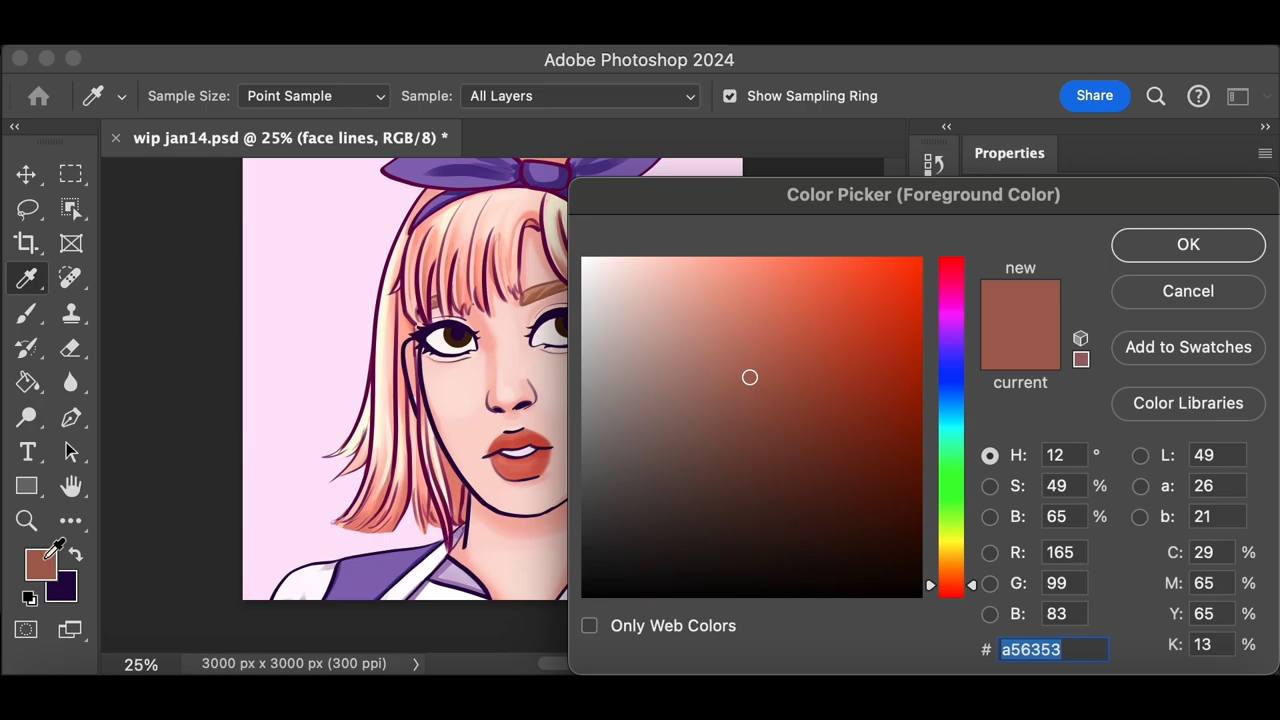 Adobe Photoshop 2024
Sample Size: Point Sample Sample: All Layers Show Sampling Ring Share
wip jan14.psd @ 25% (face lines, RGB/8) *
Properties
Color Picker (Foreground Color)
new
current
OK
Cancel
Add to Swatches
Color Libraries
H: 12 ° L: 49
S: 49 % a: 26
B: 65 % b: 21
R: 165 C: 29 %
G: 99 M: 65 %
B: 83 Y: 65 %
# a56353 K: 13 %
Only Web Colors
25% 3000 px x 3000 px (300 ppi)